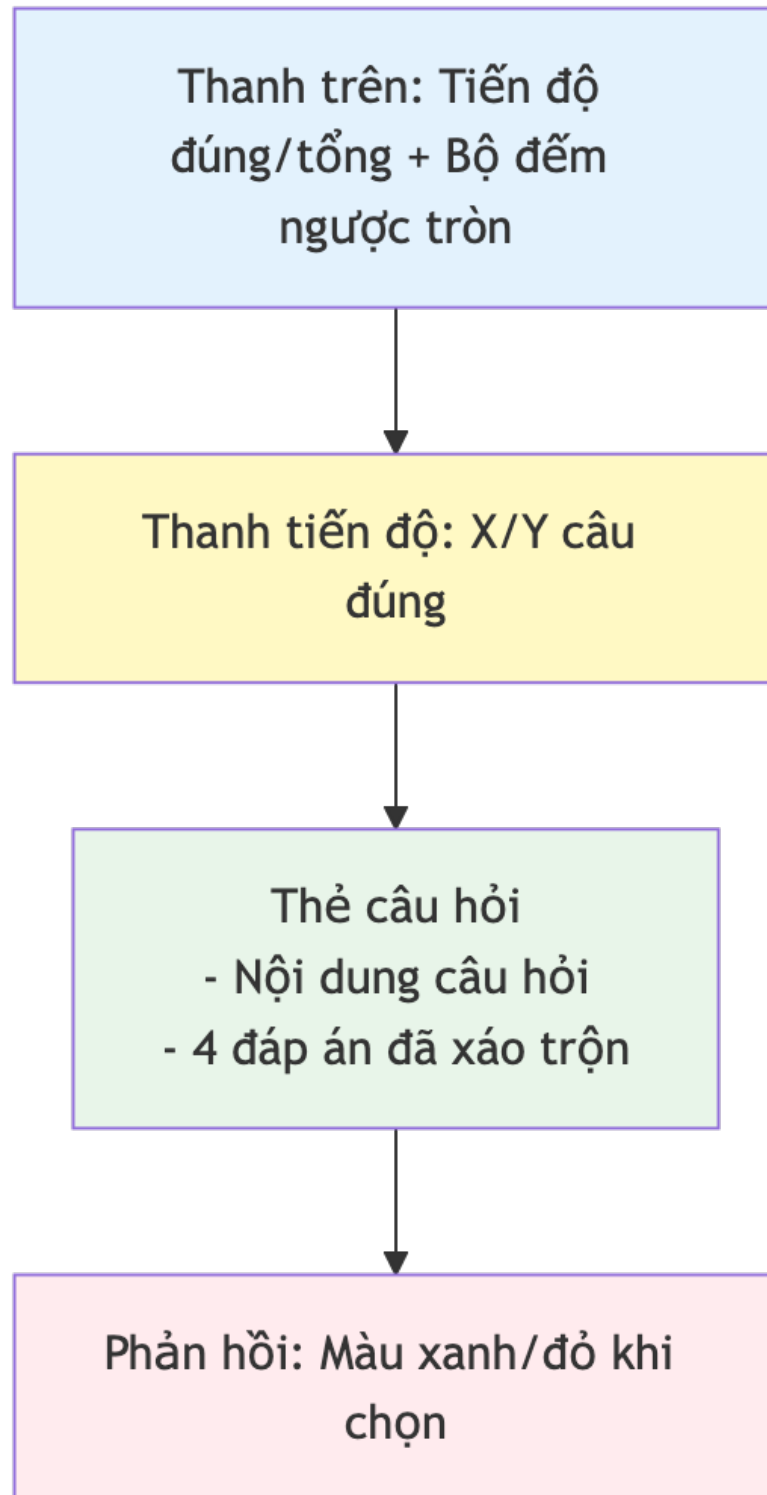 Thanh trên: Tiến độ
đúng/tổng + Bộ đếm
ngược tròn
Thanh tiến độ: X/Y câu
đúng
Thẻ câu hỏi
- Nội dung câu hỏi
- 4 đáp án đã xáo trộn
Phản hồi: Màu xanh/đỏ khi
chọn